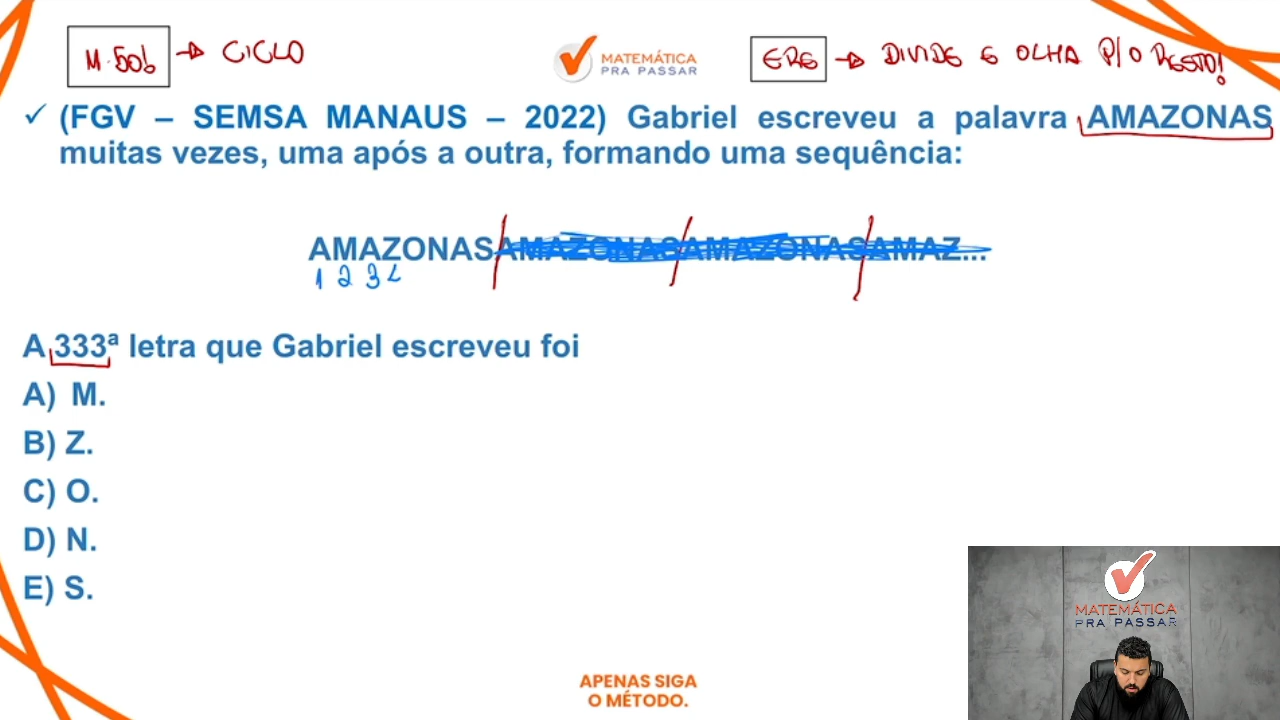 M.50! → CICLO
MATEMÁTICA
PRA PASSAR
→ DIVIDE E OLHA P/ O RESTO!
✓ (FGV – SEMSA MANAUS – 2022) Gabriel escreveu a palavra AMAZONAS
muitas vezes, uma após a outra, formando uma sequência:
AMAZONASAMAZONASAMAZONASAMAZ...
1 2 3 4
A 333ª letra que Gabriel escreveu foi
A) M.
B) Z.
C) O.
D) N.
E) S.
MATEMÁTICA
PRA PASSAR
APENAS SIGA
O MÉTODO.